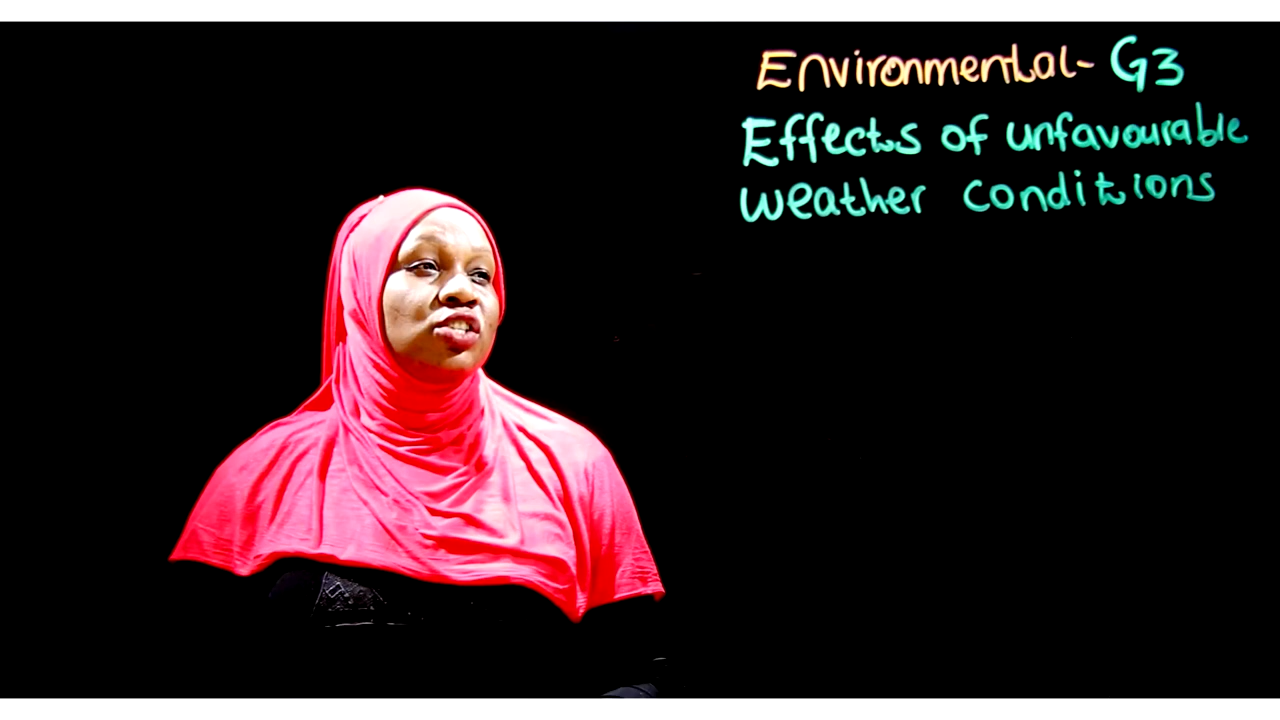 Environmental- G3
Effects of unfavourable
weather conditions